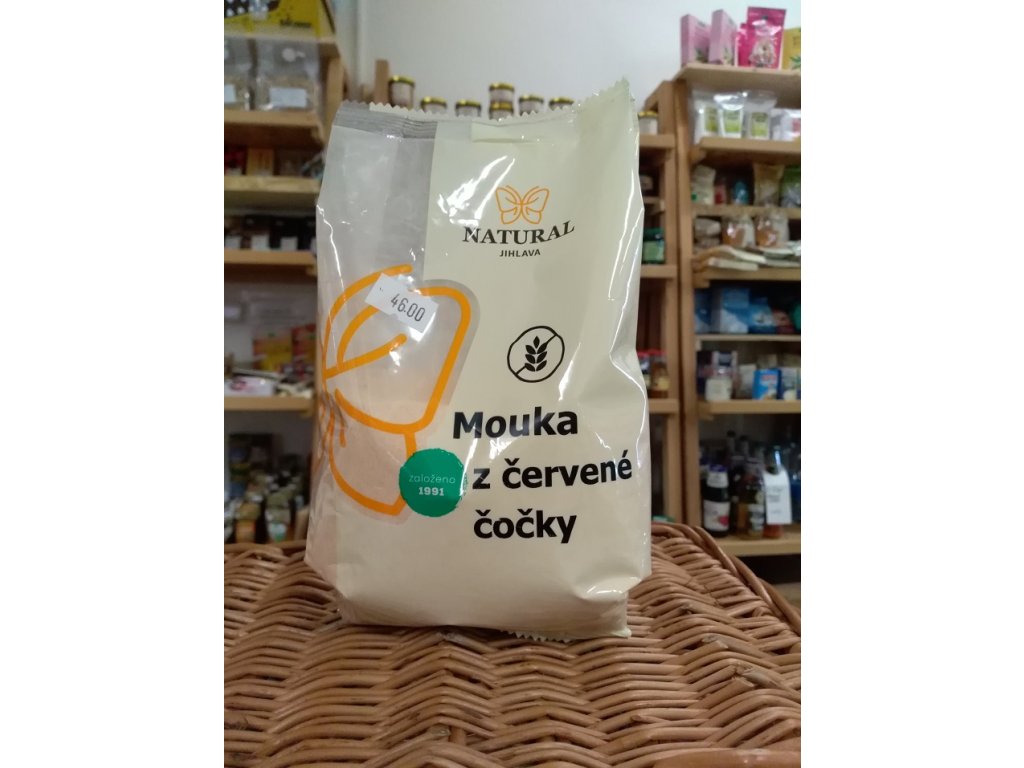 NATURAL
JIHLAVA
46.00
Mouka
z červené
čočky
založeno
1991